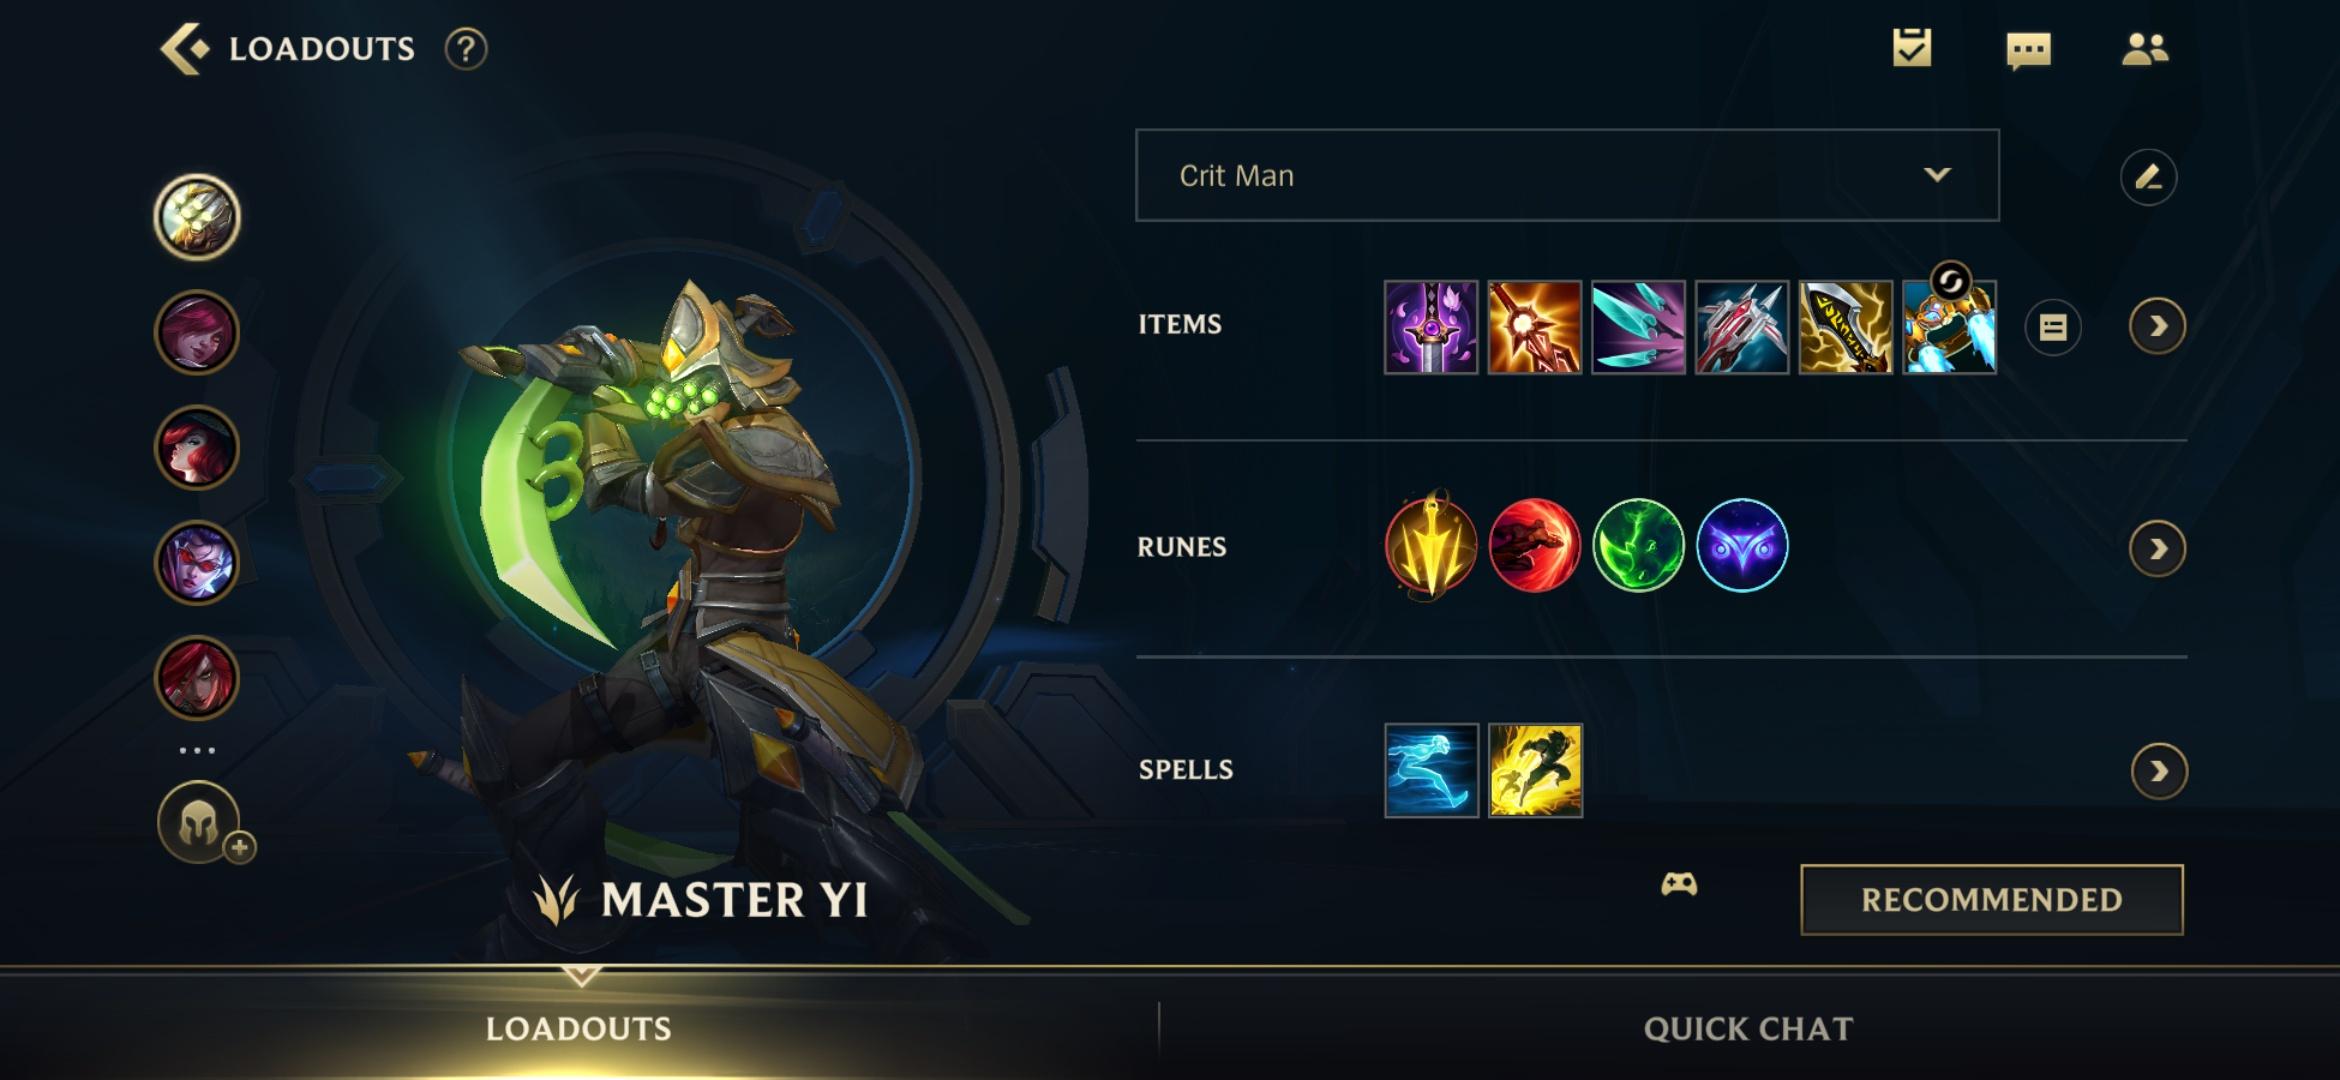 LOADOUTS ?
Crit Man
ITEMS
RUNES
SPELLS
MASTER YI
RECOMMENDED
LOADOUTS
QUICK CHAT